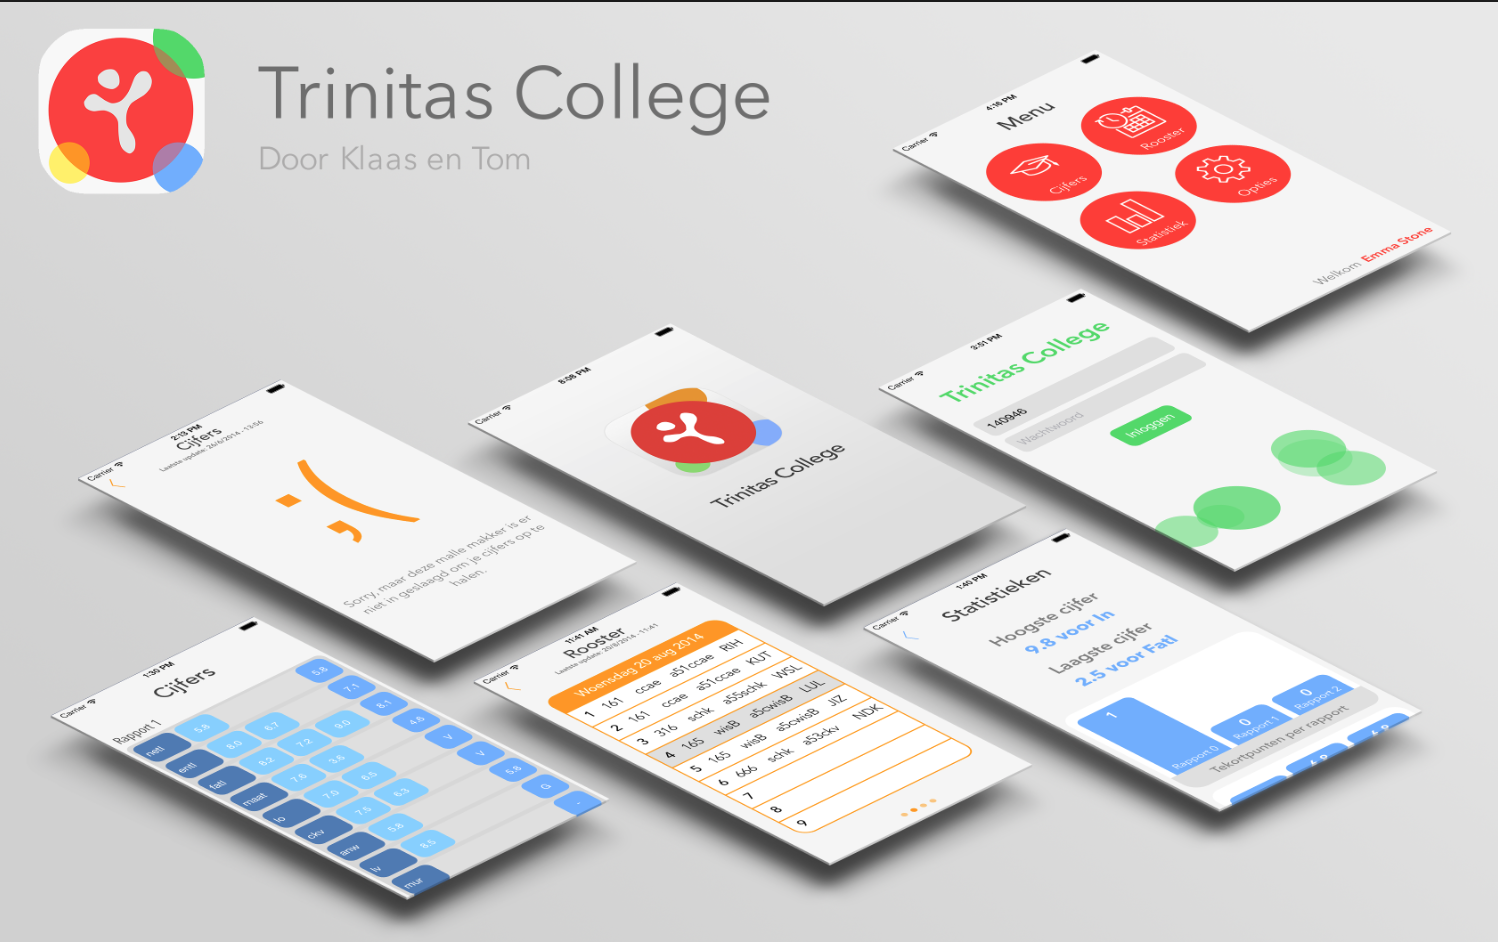 Trinitas College
Door Klaas en Tom
Carrier
4:16 PM
Menu
Rooster
Cijfers
Opties
Statistiek
Welkom Emma Stone
Carrier
3:51 PM
Trinitas College
140946
Wachtwoord
Inloggen
Carrier
8:08 PM
Trinitas College
Carrier
2:13 PM
Cijfers
Laatste update: 26/6/2014 - 13:56
;(
Sorry, maar deze malle makker is er
niet in geslaagd om je cijfers op te
halen.
Carrier
1:40 PM
Statistieken
Hoogste cijfer
9.8 voor In
Laagste cijfer
2.5 voor Fatl
1
Rapport 0
0
Rapport 1
0
Rapport 2
Tekortpunten per rapport
Carrier
11:41 AM
Rooster
Laatste update: 20/8/2014 - 11:41
Woensdag 20 aug 2014
1 161 ccae a51ccae RIH
2 161 ccae a51ccae KUT
3 316 schk a55schk WSL
4 165 wisB a5cwisB LUL
5 165 wisB a5cwisB JIZ
6 666 schk a53ckv NDK
7
8
9
Carrier
1:30 PM
Cijfers
Rapport 1
netl 5.8 5.8
entl 6.0 6.7 7.1
fatl 8.2 7.2 9.0 8.1
maat 7.6 3.6 4.6
lo 7.0 6.5 V
ckv 7.5 6.3 V
anw 5.8 5.8
lv 8.5 G
mur -